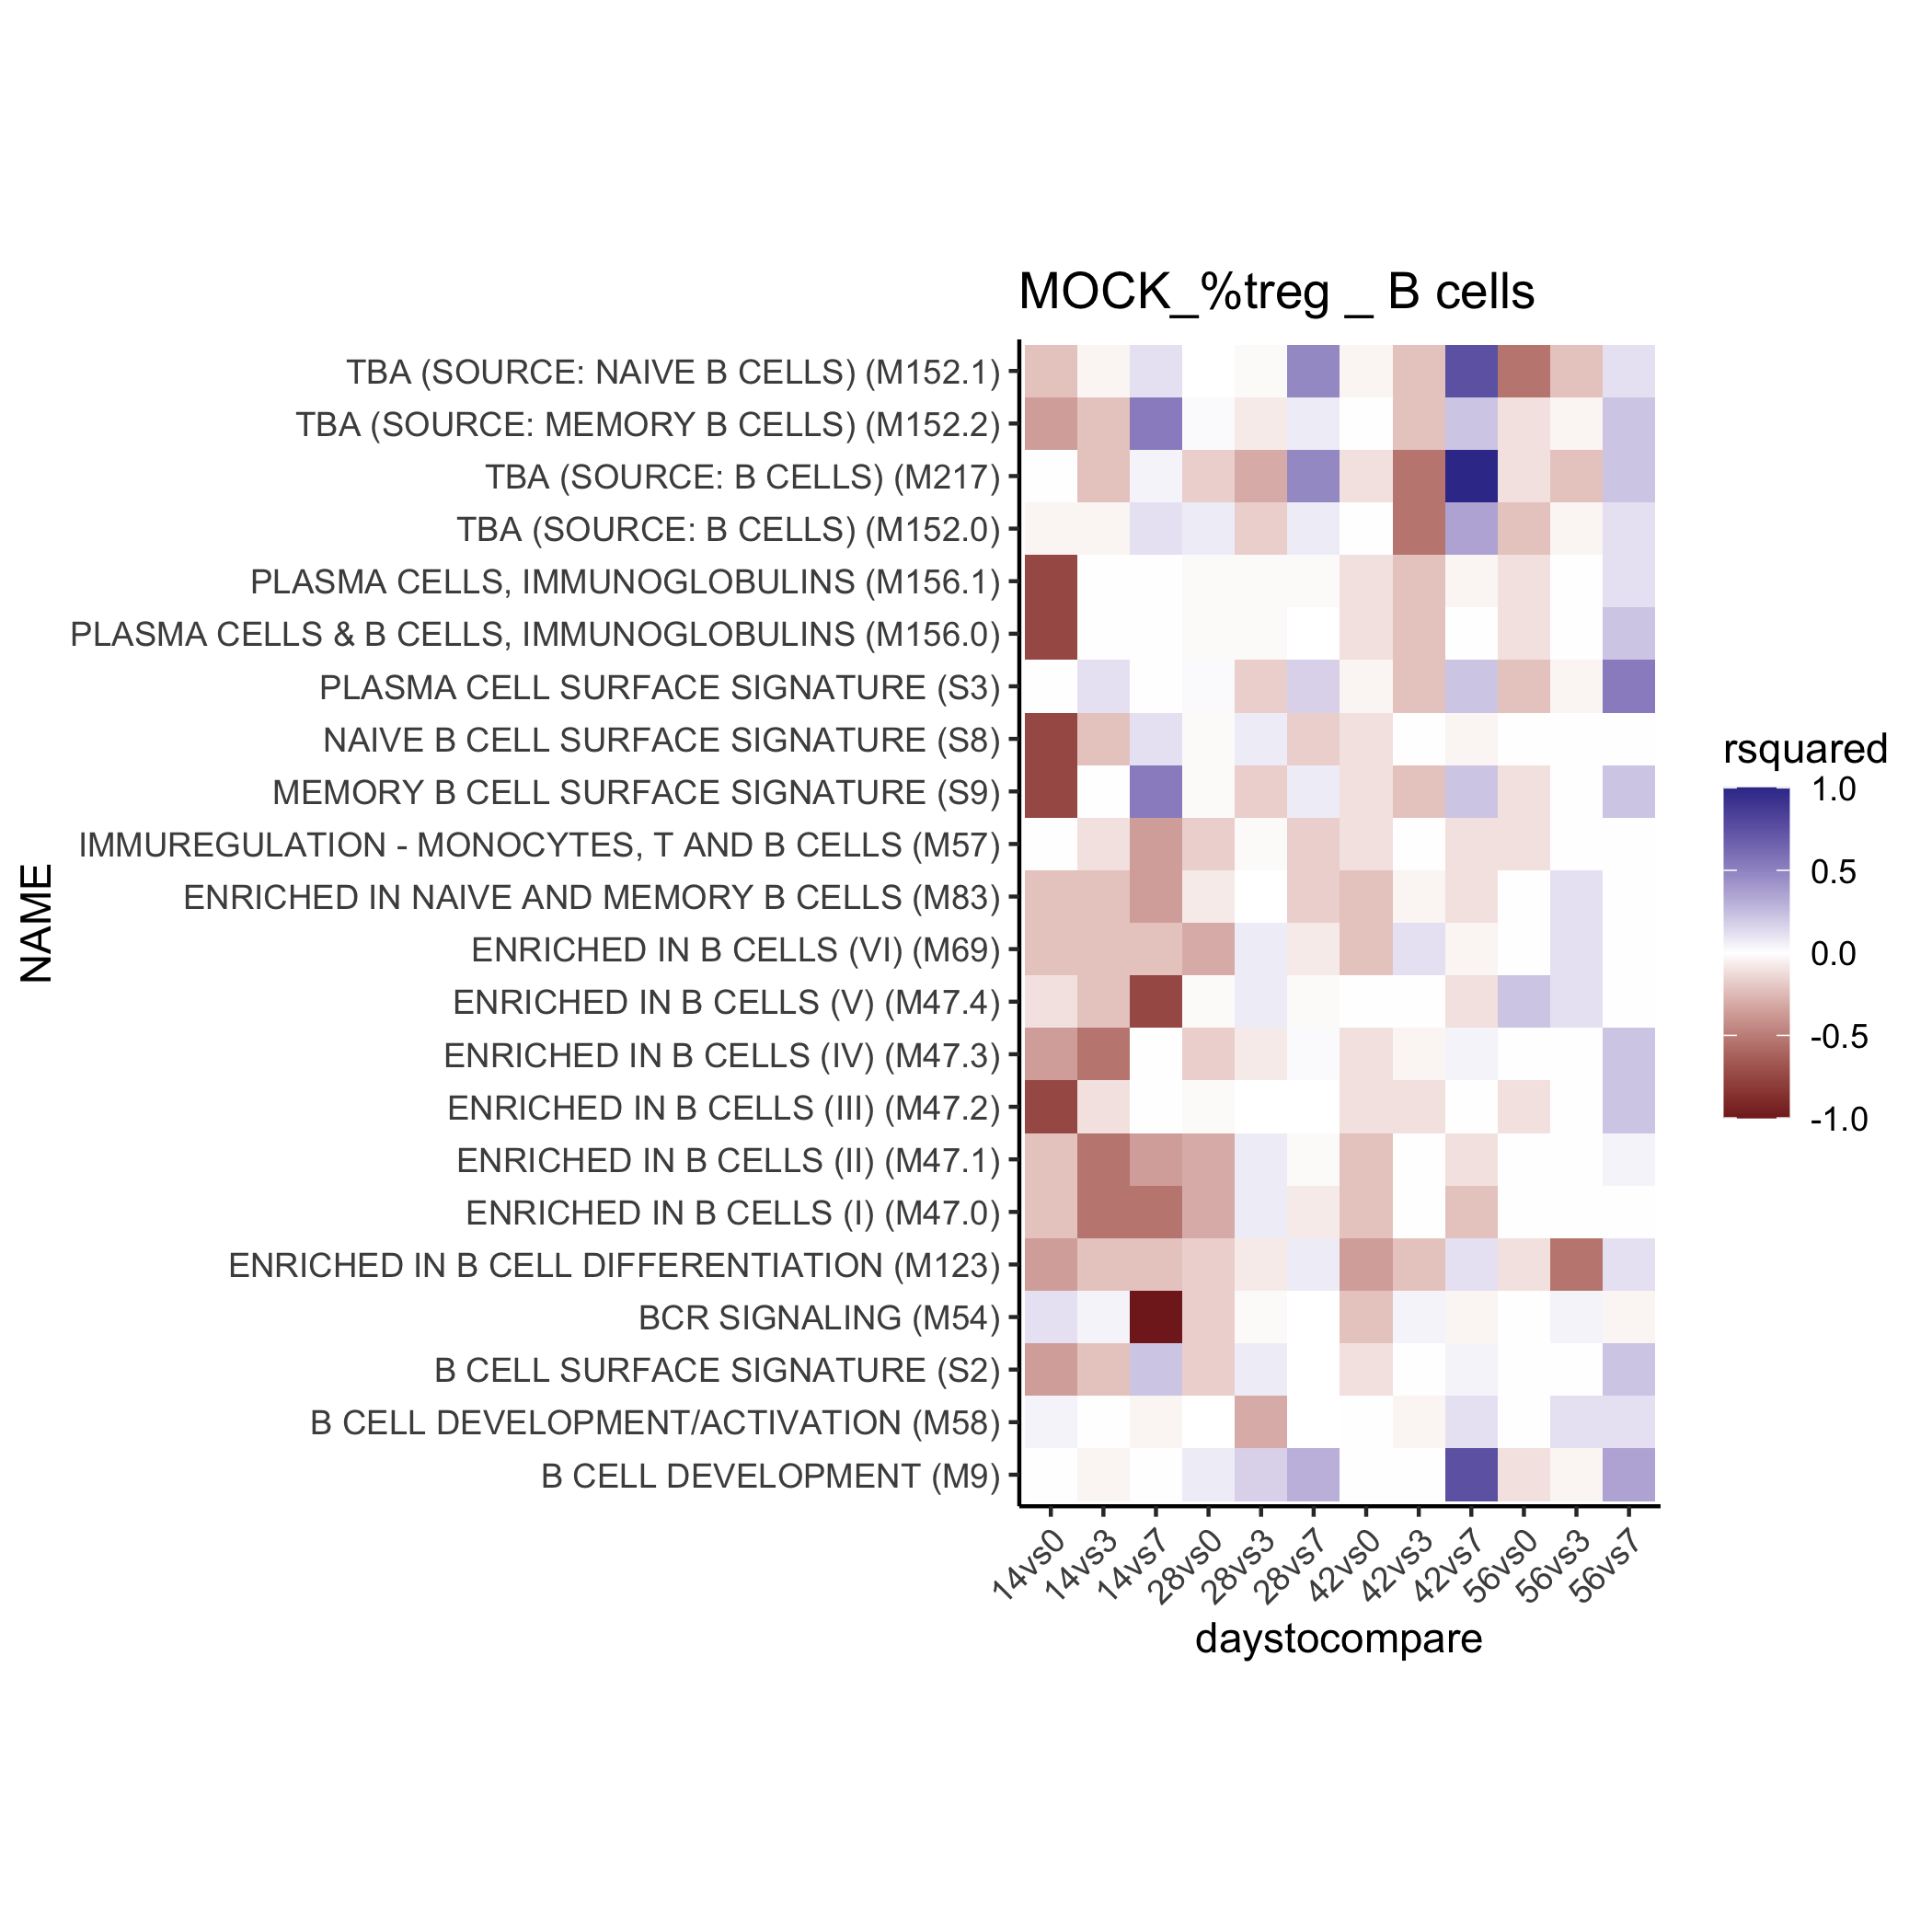 MOCK_%treg _ B cells
TBA (SOURCE: NAIVE B CELLS) (M152.1)
TBA (SOURCE: MEMORY B CELLS) (M152.2)
TBA (SOURCE: B CELLS) (M217)
TBA (SOURCE: B CELLS) (M152.0)
PLASMA CELLS, IMMUNOGLOBULINS (M156.1)
PLASMA CELLS & B CELLS, IMMUNOGLOBULINS (M156.0)
PLASMA CELL SURFACE SIGNATURE (S3)
NAIVE B CELL SURFACE SIGNATURE (S8)
MEMORY B CELL SURFACE SIGNATURE (S9)
IMMUREGULATION - MONOCYTES, T AND B CELLS (M57)
ENRICHED IN NAIVE AND MEMORY B CELLS (M83)
ENRICHED IN B CELLS (VI) (M69)
ENRICHED IN B CELLS (V) (M47.4)
ENRICHED IN B CELLS (IV) (M47.3)
ENRICHED IN B CELLS (III) (M47.2)
ENRICHED IN B CELLS (II) (M47.1)
ENRICHED IN B CELLS (I) (M47.0)
ENRICHED IN B CELL DIFFERENTIATION (M123)
BCR SIGNALING (M54)
B CELL SURFACE SIGNATURE (S2)
B CELL DEVELOPMENT/ACTIVATION (M58)
B CELL DEVELOPMENT (M9)
NAME
14vs0
14vs3
14vs7
28vs0
28vs3
28vs7
42vs0
42vs3
42vs7
56vs0
56vs3
56vs7
daystocompare
rsquared
1.0
0.5
0.0
-0.5
-1.0